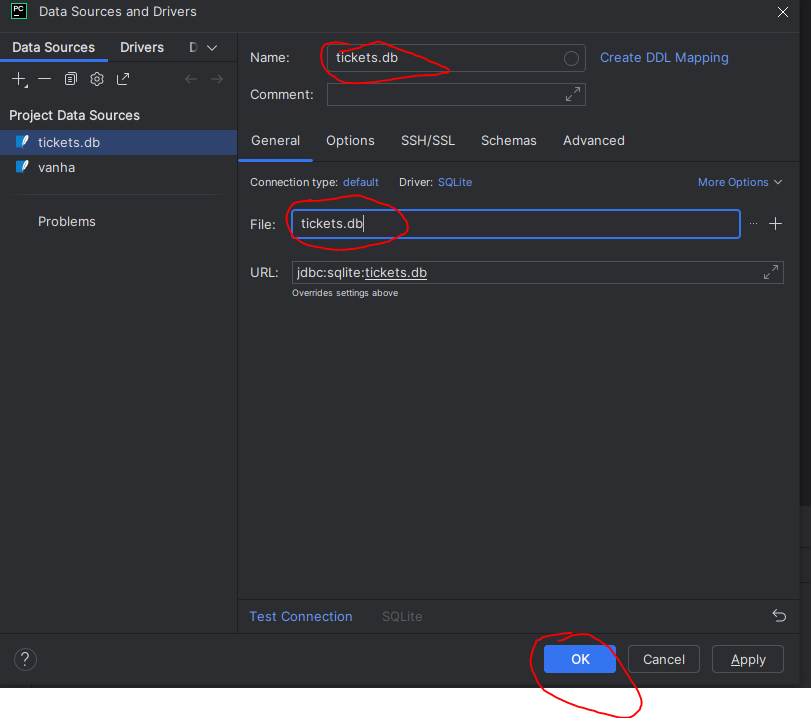 PC
Data Sources and Drivers
Data Sources Drivers D
Project Data Sources
tickets.db
vanha
Problems
Name: tickets.db Create DDL Mapping
Comment:
General Options SSH/SSL Schemas Advanced
Connection type: default Driver: SQLite More Options
File: tickets.db ...
URL: jdbc:sqlite:tickets.db
Overrides settings above
Test Connection SQLite
? OK Cancel Apply